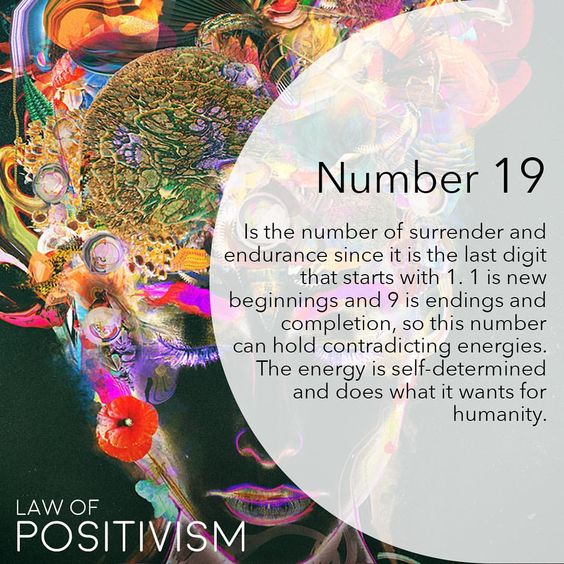 Number 19
Is the number of surrender and
endurance since it is the last digit
that starts with 1. 1 is new
beginnings and 9 is endings and
completion, so this number
can hold contradicting energies.
The energy is self-determined
and does what it wants for
humanity.
LAW OF
POSITIVISM